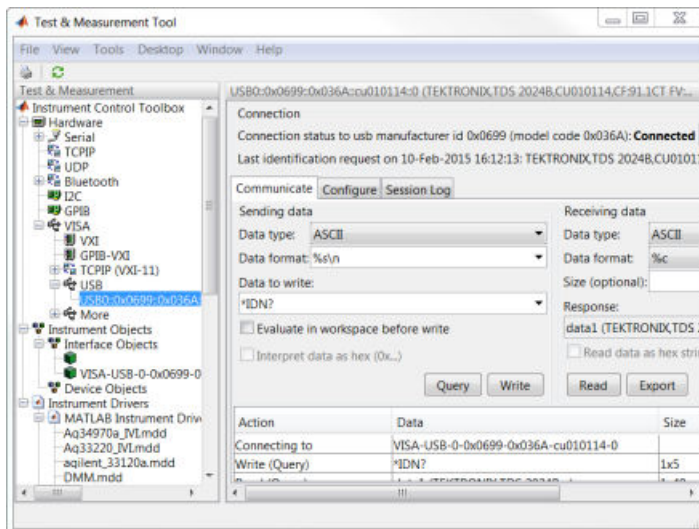 Test & Measurement Tool
File View Tools Desktop Window Help
Test & Measurement
Instrument Control Toolbox
Hardware
Serial
TCPIP
UDP
Bluetooth
I2C
GPIB
VISA
VXI
GPIB-VXI
TCPIP (VXI-11)
USB
USB0::0x0699::0x036A:
More
Instrument Objects
Interface Objects
VISA-USB-0-0x0699-0
Device Objects
Instrument Drivers
MATLAB Instrument Driv
Ag34970a_IVI.mdd
Ag33220_IVI.mdd
agilent_33120a.mdd
DMM.mdd
USB0::0x0699::0x036A::cu010114::0 (TEKTRONIX,TDS 2024B,CU010114,CF:91.1CT FV:...
Connection
Connection status to usb manufacturer id 0x0699 (model code 0x036A): Connected
Last identification request on 10-Feb-2015 16:12:13: TEKTRONIX,TDS 2024B,CU0101
Communicate Configure Session Log
Sending data
Data type: ASCII
Data format: %s\n
Data to write:
*IDN?
Evaluate in workspace before write
Interpret data as hex (0x...)
Query Write
Receiving data
Data type: ASCII
Data format: %c
Size (optional):
Response:
data1 (TEKTRONIX,TDS 2
Read data as hex strin
Read Export
Action Data Size
Connecting to VISA-USB-0-0x0699-0x036A-cu010114-0
Write (Query) *IDN? 1x5